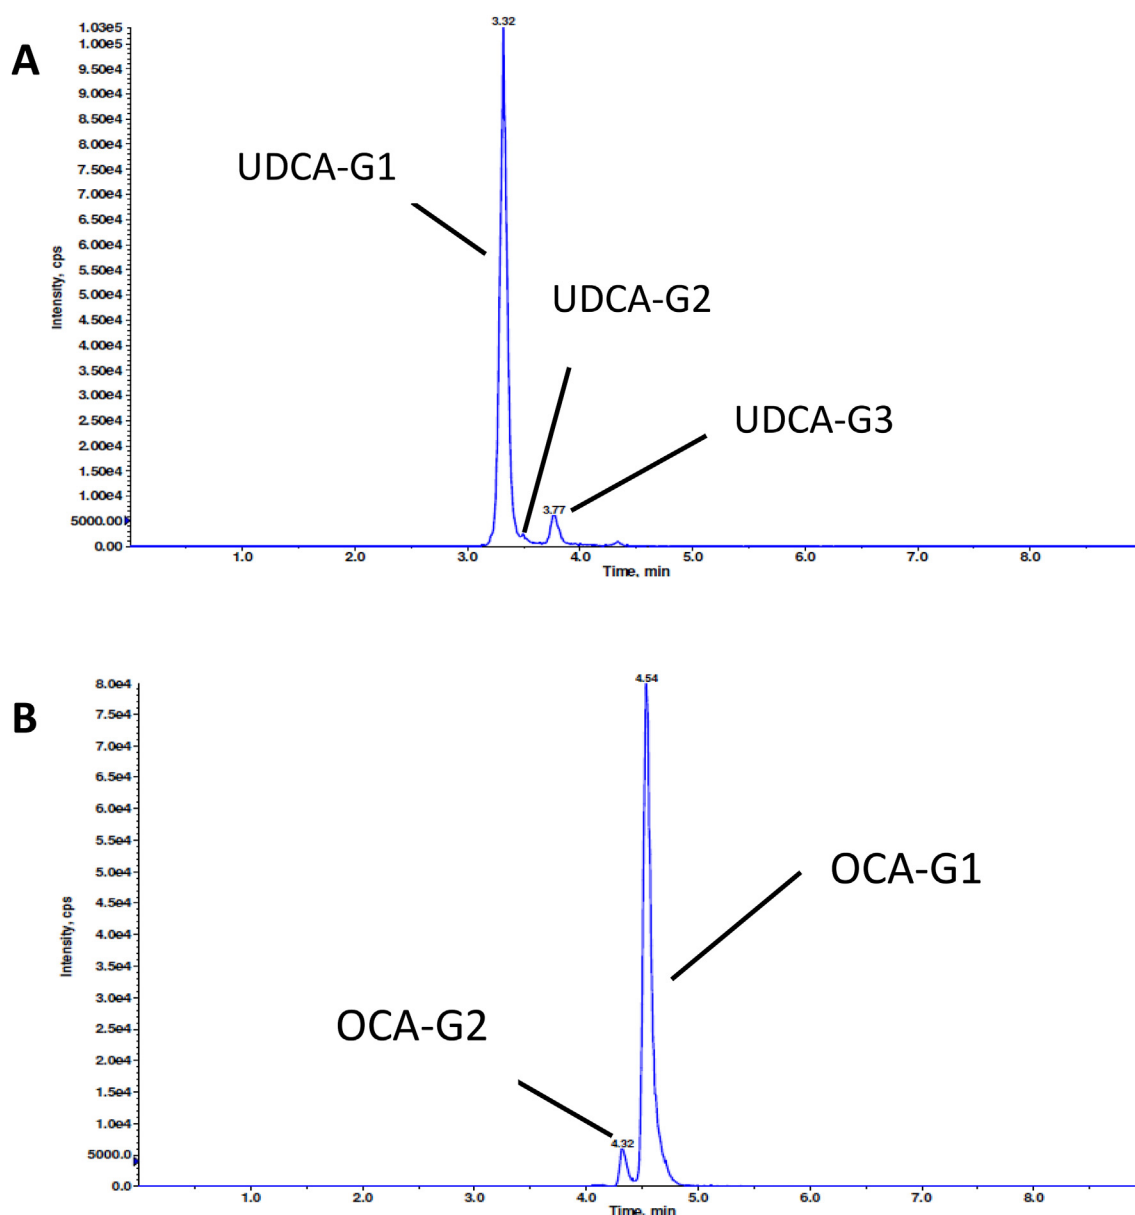 A
3.32
1.03e5
1.00e5
9.50e4
9.00e4
8.50e4
8.00e4
7.50e4
7.00e4
6.50e4
6.00e4
5.50e4
5.00e4
4.50e4
4.00e4
3.50e4
3.00e4
2.50e4
2.00e4
1.50e4
1.00e4
5000.00
0.00
Intensity, cps
UDCA-G1
UDCA-G2
UDCA-G3
3.77
1.0 2.0 3.0 4.0 5.0 6.0 7.0 8.0
Time, min
B
4.54
8.0e4
7.5e4
7.0e4
6.5e4
6.0e4
5.5e4
5.0e4
4.5e4
4.0e4
3.5e4
3.0e4
2.5e4
2.0e4
1.5e4
1.0e4
5000.0
0.0
Intensity, cps
OCA-G1
OCA-G2
4.32
1.0 2.0 3.0 4.0 5.0 6.0 7.0 8.0
Time, min